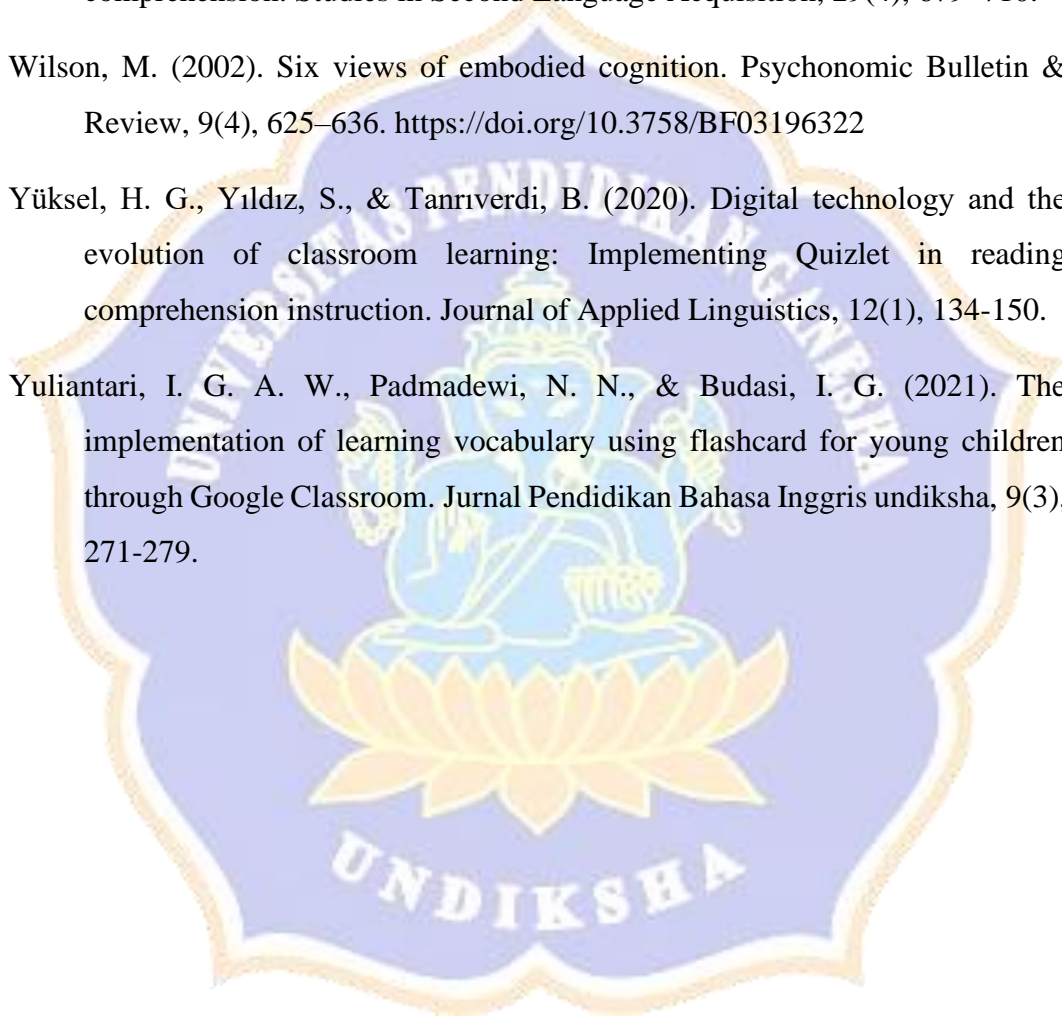 comprehension. Studies in Second Language Acquisition, 29(4), 679–716.
Wilson, M. (2002). Six views of embodied cognition. Psychonomic Bulletin &
Review, 9(4), 625–636. https://doi.org/10.3758/BF03196322
Yüksel, H. G., Yıldız, S., & Tanrıverdi, B. (2020). Digital technology and the
evolution of classroom learning: Implementing Quizlet in reading
comprehension instruction. Journal of Applied Linguistics, 12(1), 134-150.
Yuliantari, I. G. A. W., Padmadewi, N. N., & Budasi, I. G. (2021). The
implementation of learning vocabulary using flashcard for young children
through Google Classroom. Jurnal Pendidikan Bahasa Inggris undiksha, 9(3),
271-279.
UNIVERSITAS PENDIDIKAN GANESHA
UNDIKSHA